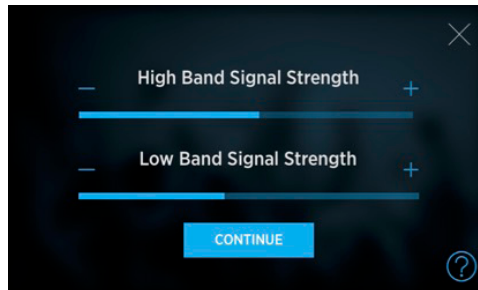 − High Band Signal Strength +
− Low Band Signal Strength +
CONTINUE
?